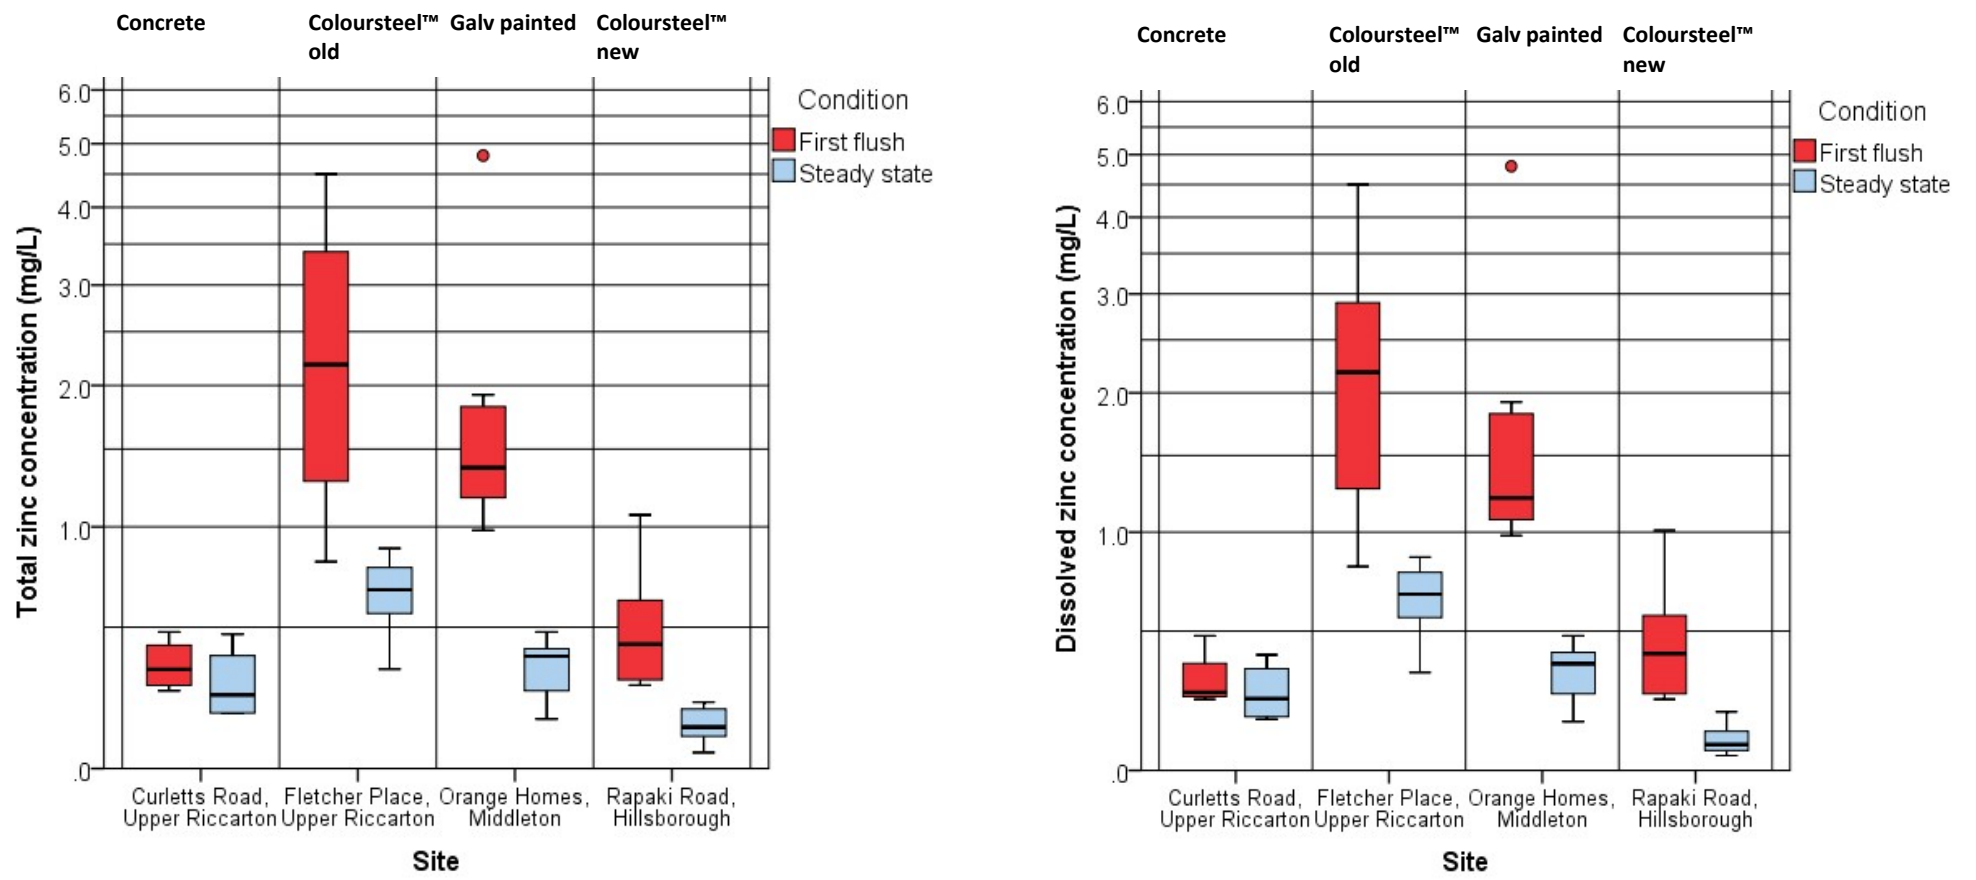 Concrete
Coloursteel™
old
Galv painted
Coloursteel™
new
Total zinc concentration (mg/L)
6.0
5.0
4.0
3.0
2.0
1.0
.0
Condition
First flush
Steady state
Curletts Road,
Upper Riccarton
Fletcher Place,
Upper Riccarton
Orange Homes,
Middleton
Rapaki Road,
Hillsborough
Site
Concrete
Coloursteel™
old
Galv painted
Coloursteel™
new
Dissolved zinc concentration (mg/L)
6.0
5.0
4.0
3.0
2.0
1.0
.0
Condition
First flush
Steady state
Curletts Road,
Upper Riccarton
Fletcher Place,
Upper Riccarton
Orange Homes,
Middleton
Rapaki Road,
Hillsborough
Site